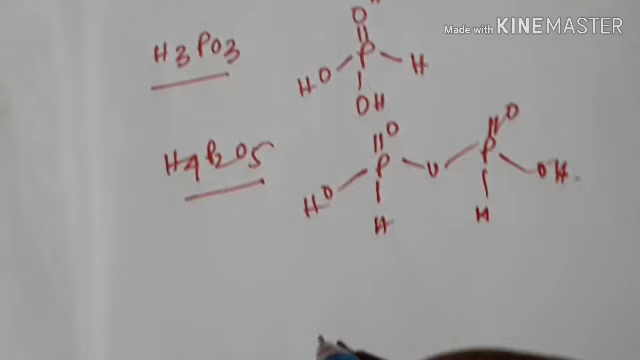 Made with KINEMASTER
H3PO3
O
P
HO H
OH
H4P2O5
O O
P O P
HO OH.
H H